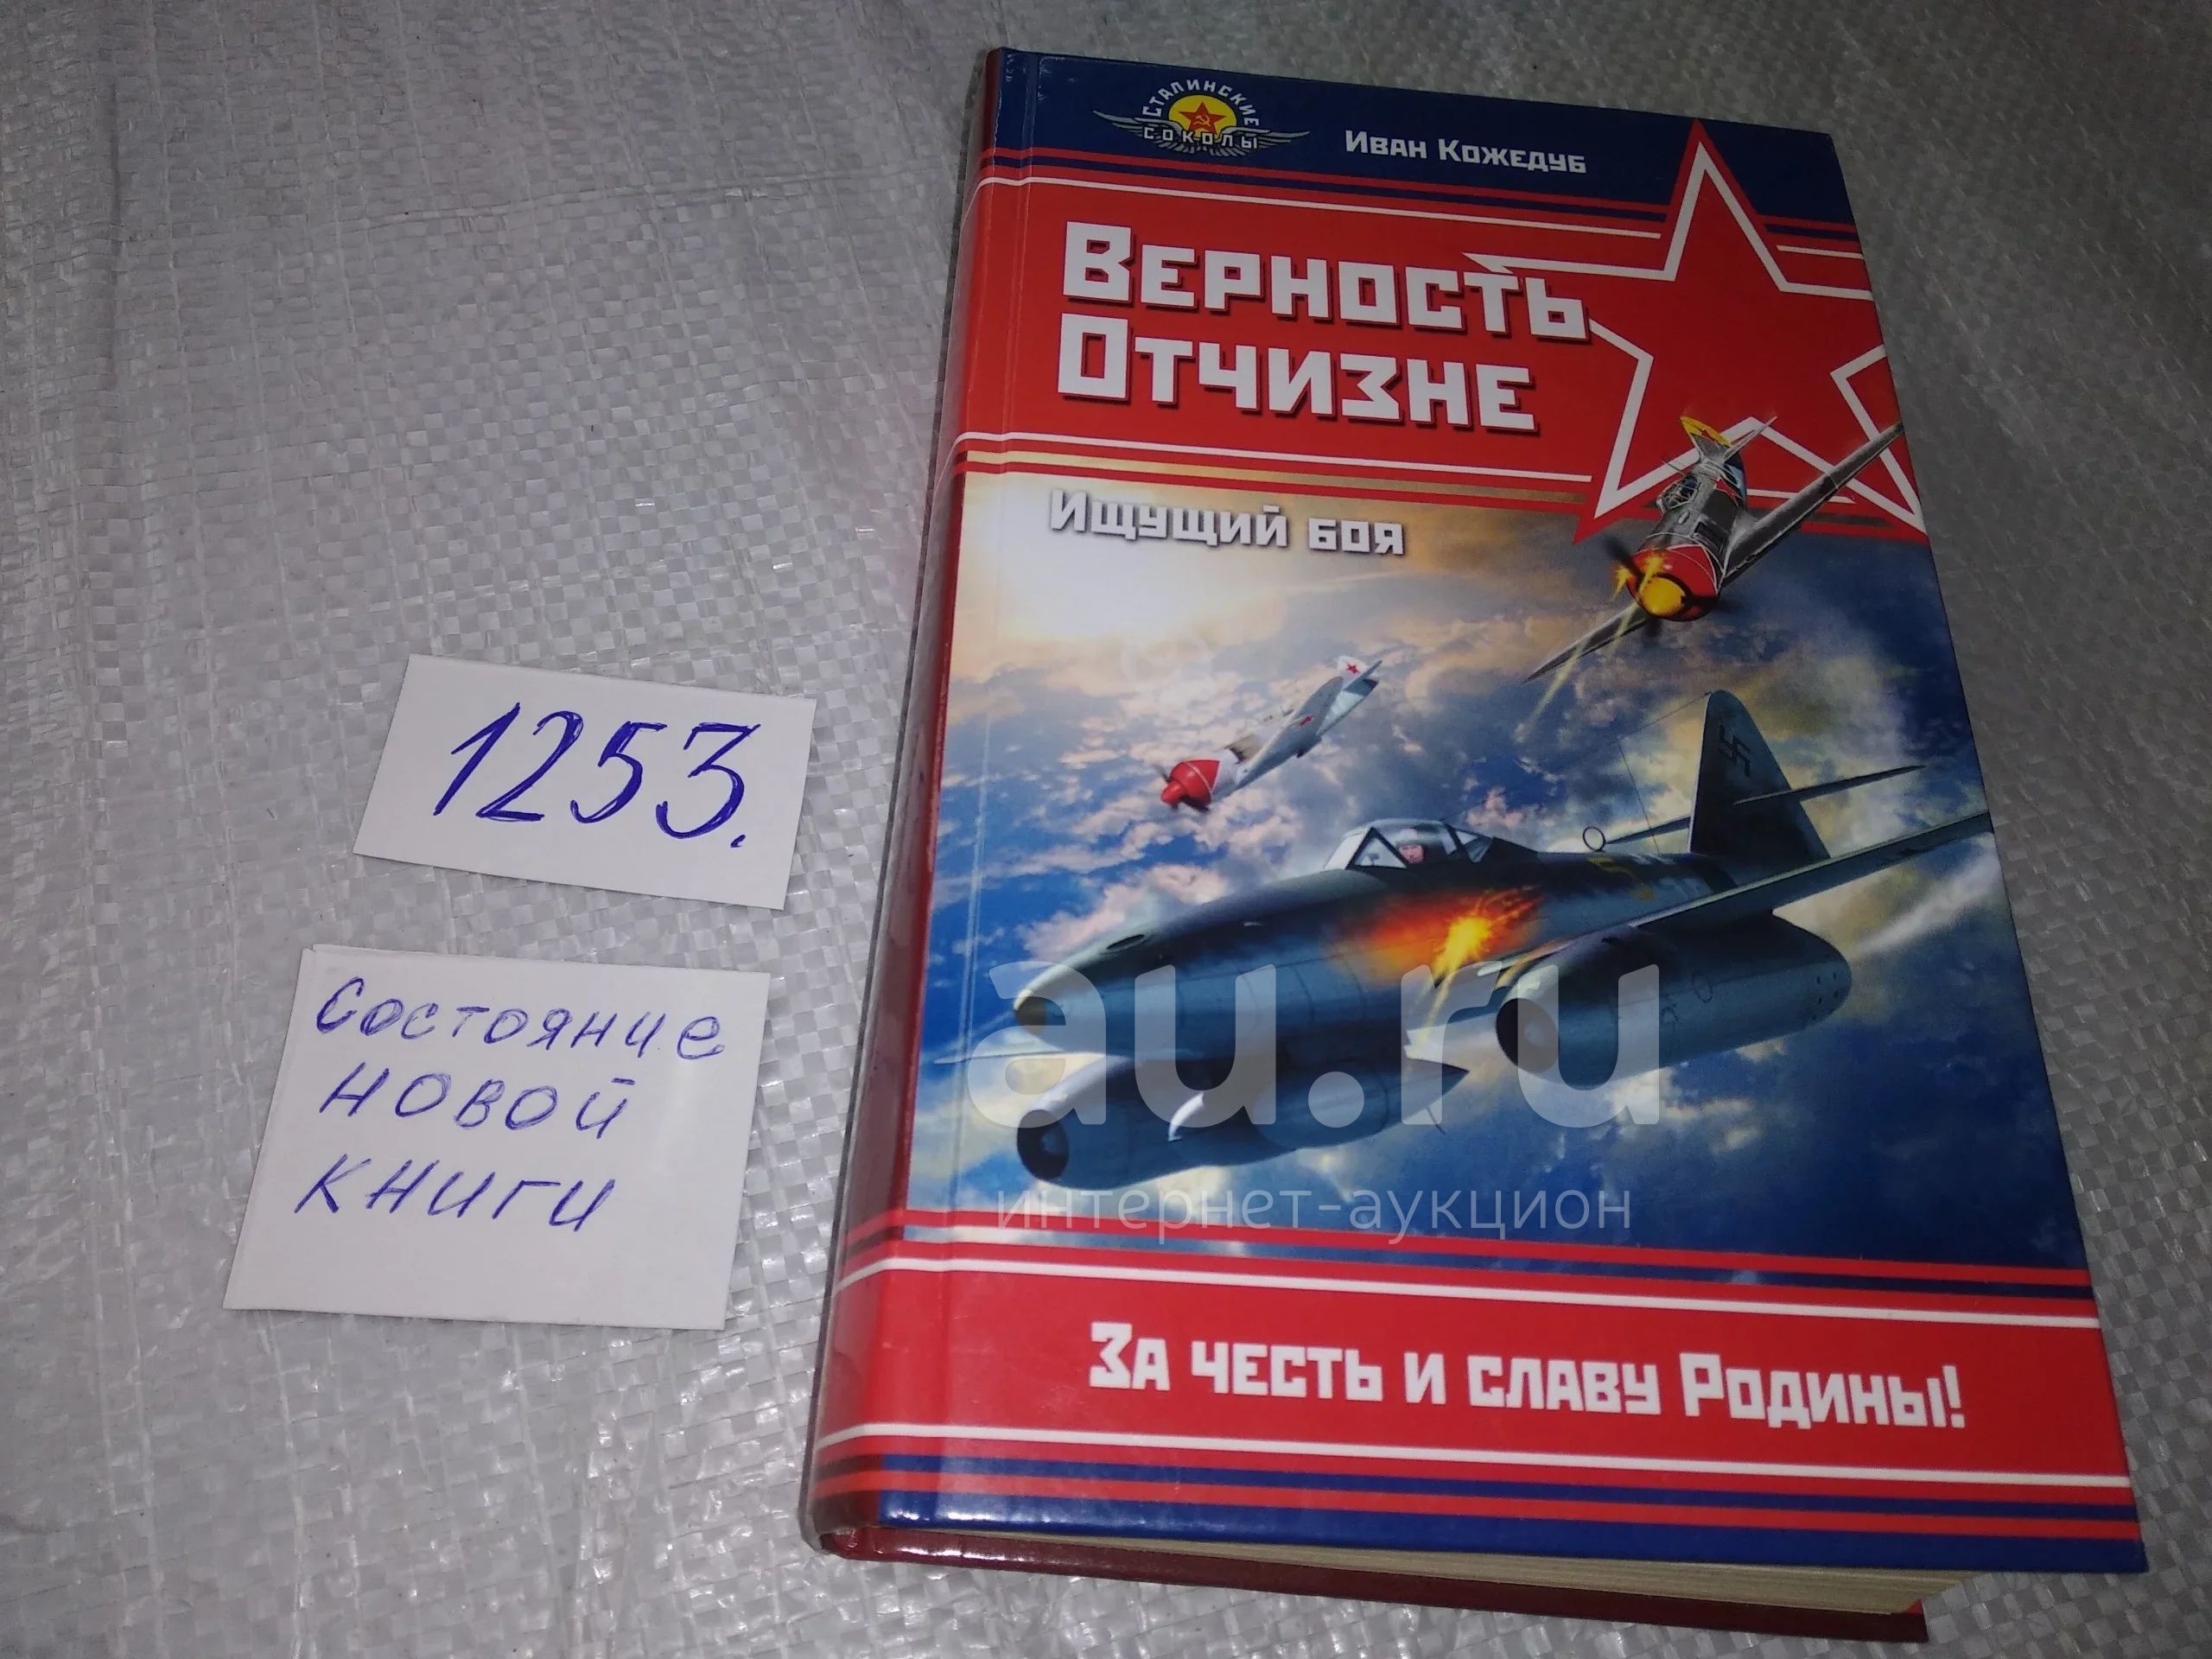 СТАЛИНСКИЕ
СОКОЛЫ
Иван Кожедуб
Верность
Отчизне
Ищущий боя
1253.
Состояние
новой
книги
au.ru
интернет-аукцион
За честь и славу Родины!